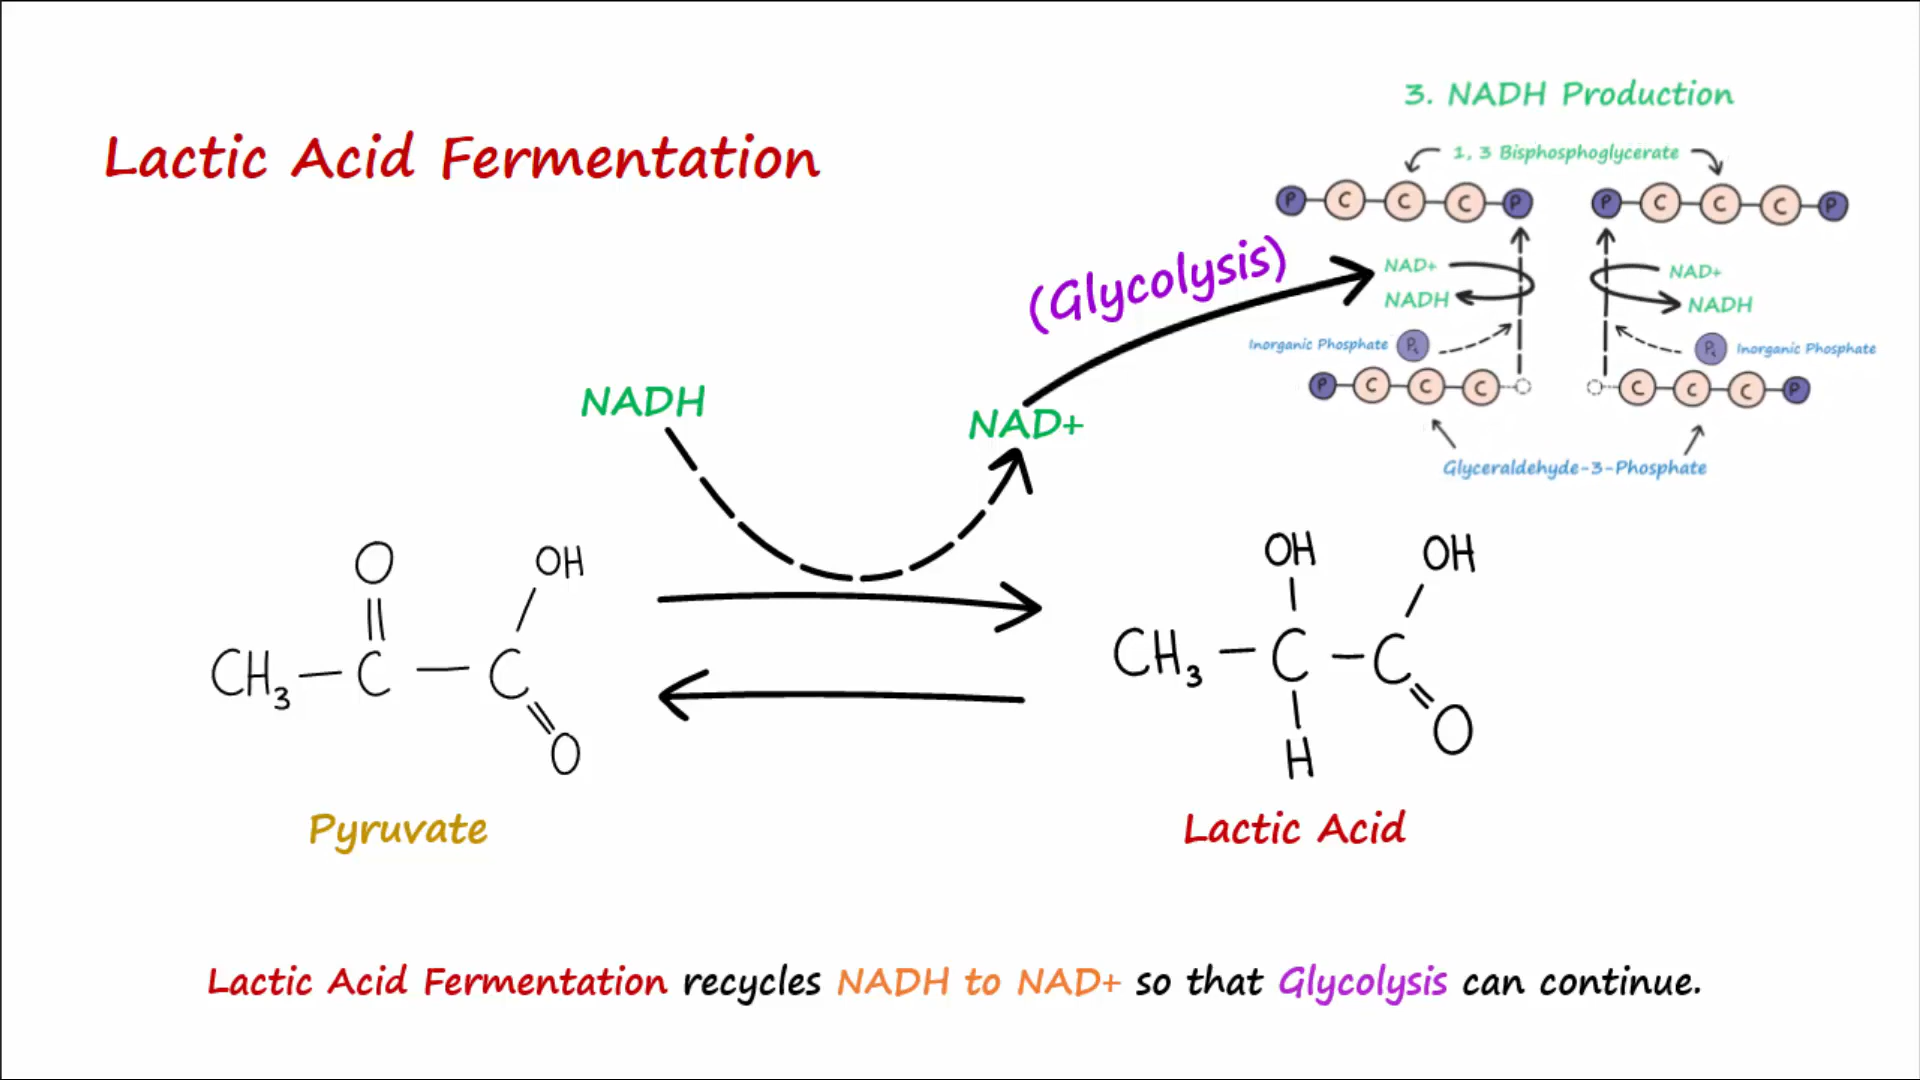 Lactic Acid Fermentation
3. NADH Production
1, 3 Bisphosphoglycerate
P C C C P
P C C C P
(Glycolysis)
NAD+
NADH
NAD+
NADH
Inorganic Phosphate Pi
Pi Inorganic Phosphate
P C C C
C C C P
Glyceraldehyde-3-Phosphate
NADH
NAD+
O
OH
CH3 C C
O
Pyruvate
OH
OH
CH3 C C
O
H
Lactic Acid
Lactic Acid Fermentation recycles NADH to NAD+ so that Glycolysis can continue.